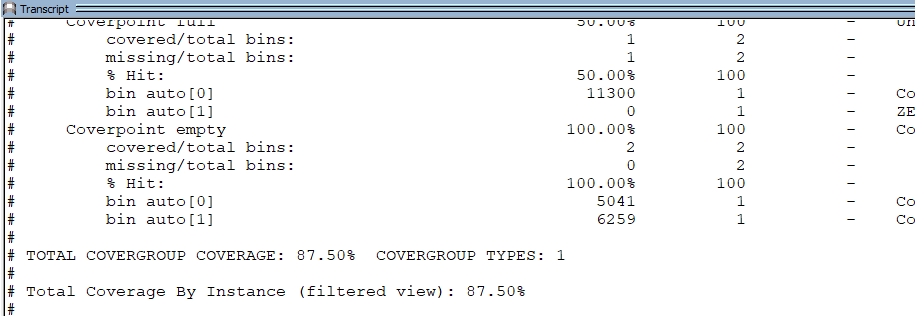 Transcript
# Coverpoint full 50.00% 100 - Un
# covered/total bins: 1 2 -
# missing/total bins: 1 2 -
# % Hit: 50.00% 100 -
# bin auto[0] 11300 1 - Co
# bin auto[1] 0 1 - ZE
# Coverpoint empty 100.00% 100 - Co
# covered/total bins: 2 2 -
# missing/total bins: 0 2 -
# % Hit: 100.00% 100 -
# bin auto[0] 5041 1 - Co
# bin auto[1] 6259 1 - Co
#
# TOTAL COVERGROUP COVERAGE: 87.50% COVERGROUP TYPES: 1
#
# Total Coverage By Instance (filtered view): 87.50%
#